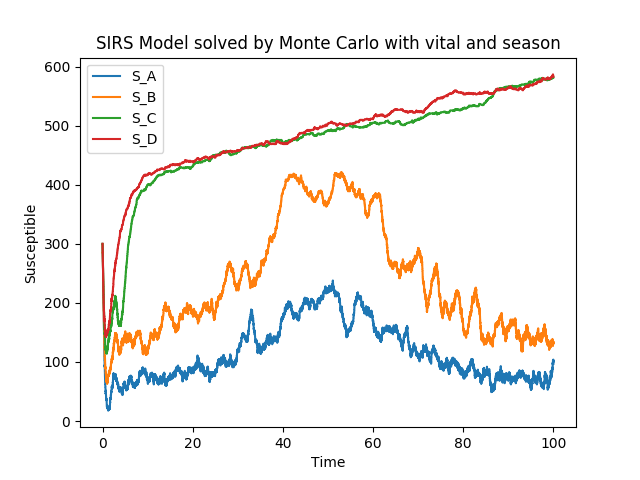 SIRS Model solved by Monte Carlo with vital and season
S_A
S_B
S_C
S_D
Susceptible
600
500
400
300
200
100
0
0 20 40 60 80 100
Time